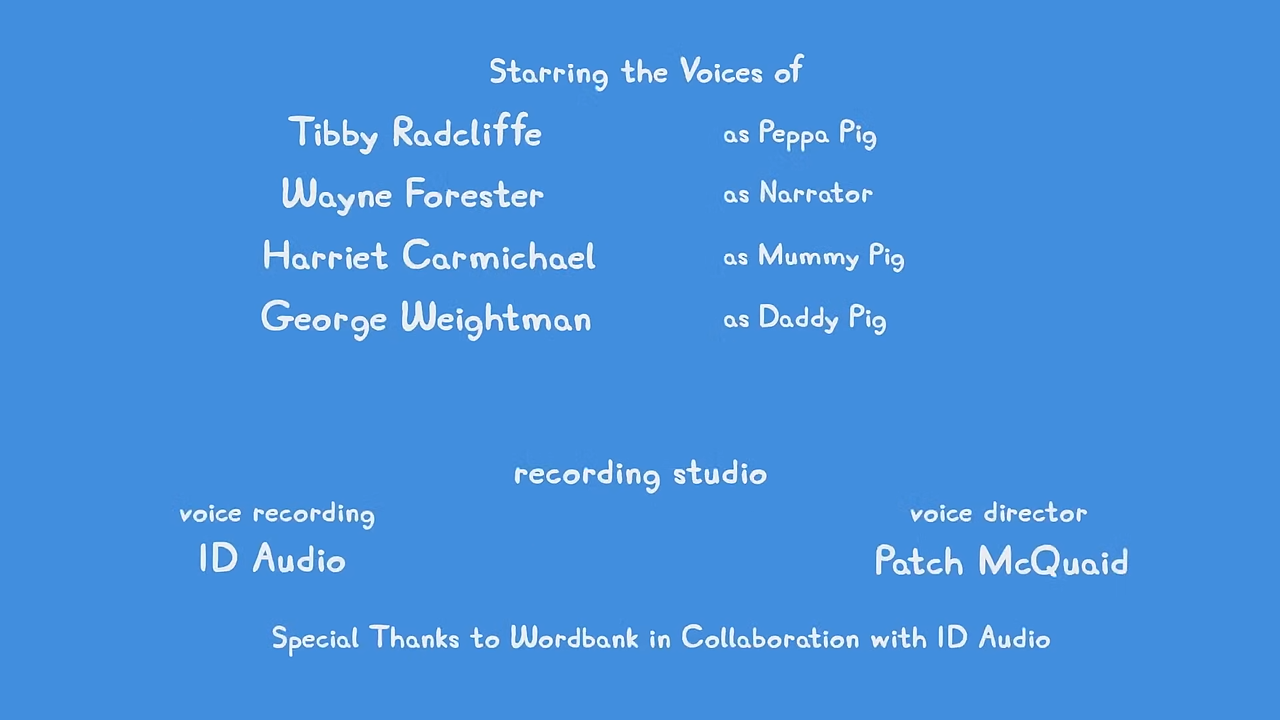 Starring the Voices of
Tibby Radcliffe as Peppa Pig
Wayne Forester as Narrator
Harriet Carmichael as Mummy Pig
George Weightman as Daddy Pig
recording studio
voice recording voice director
ID Audio Patch McQuaid
Special Thanks to Wordbank in Collaboration with ID Audio